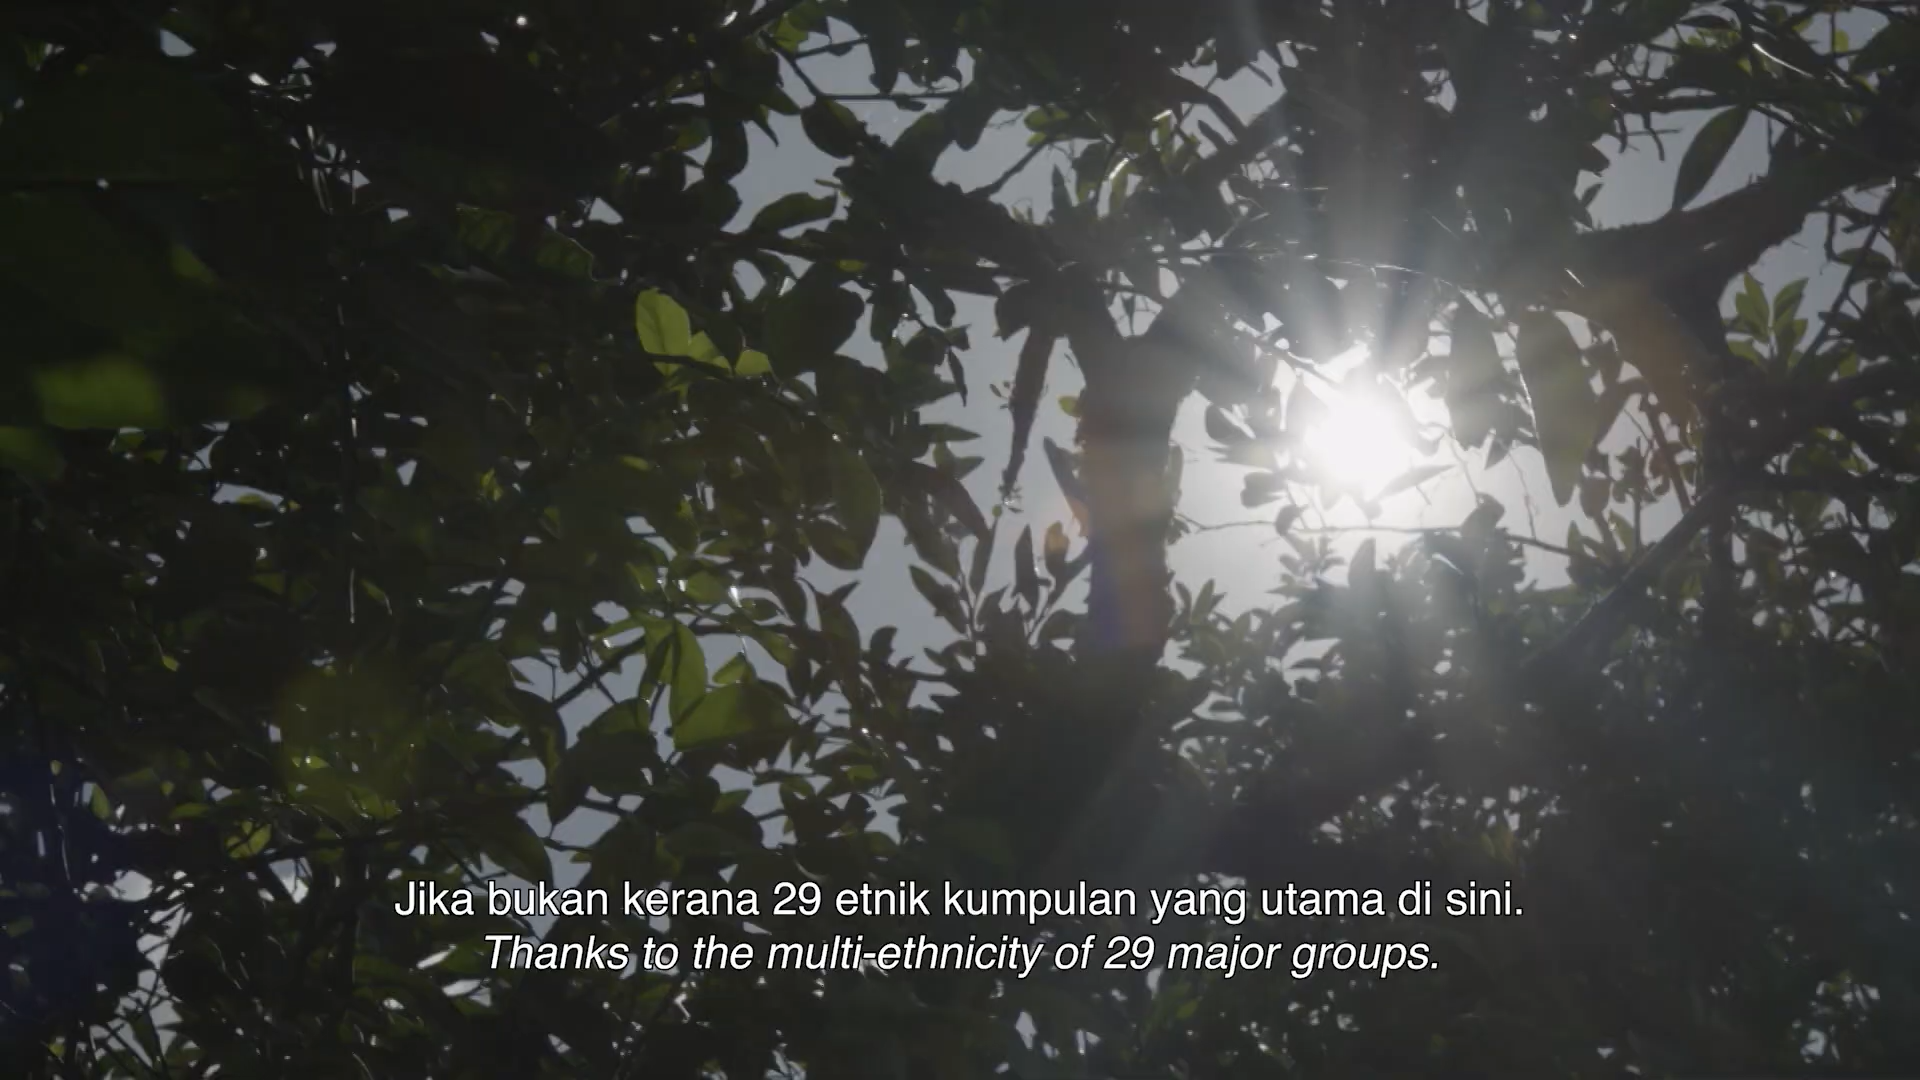 Jika bukan kerana 29 etnik kumpulan yang utama di sini.
Thanks to the multi-ethnicity of 29 major groups.